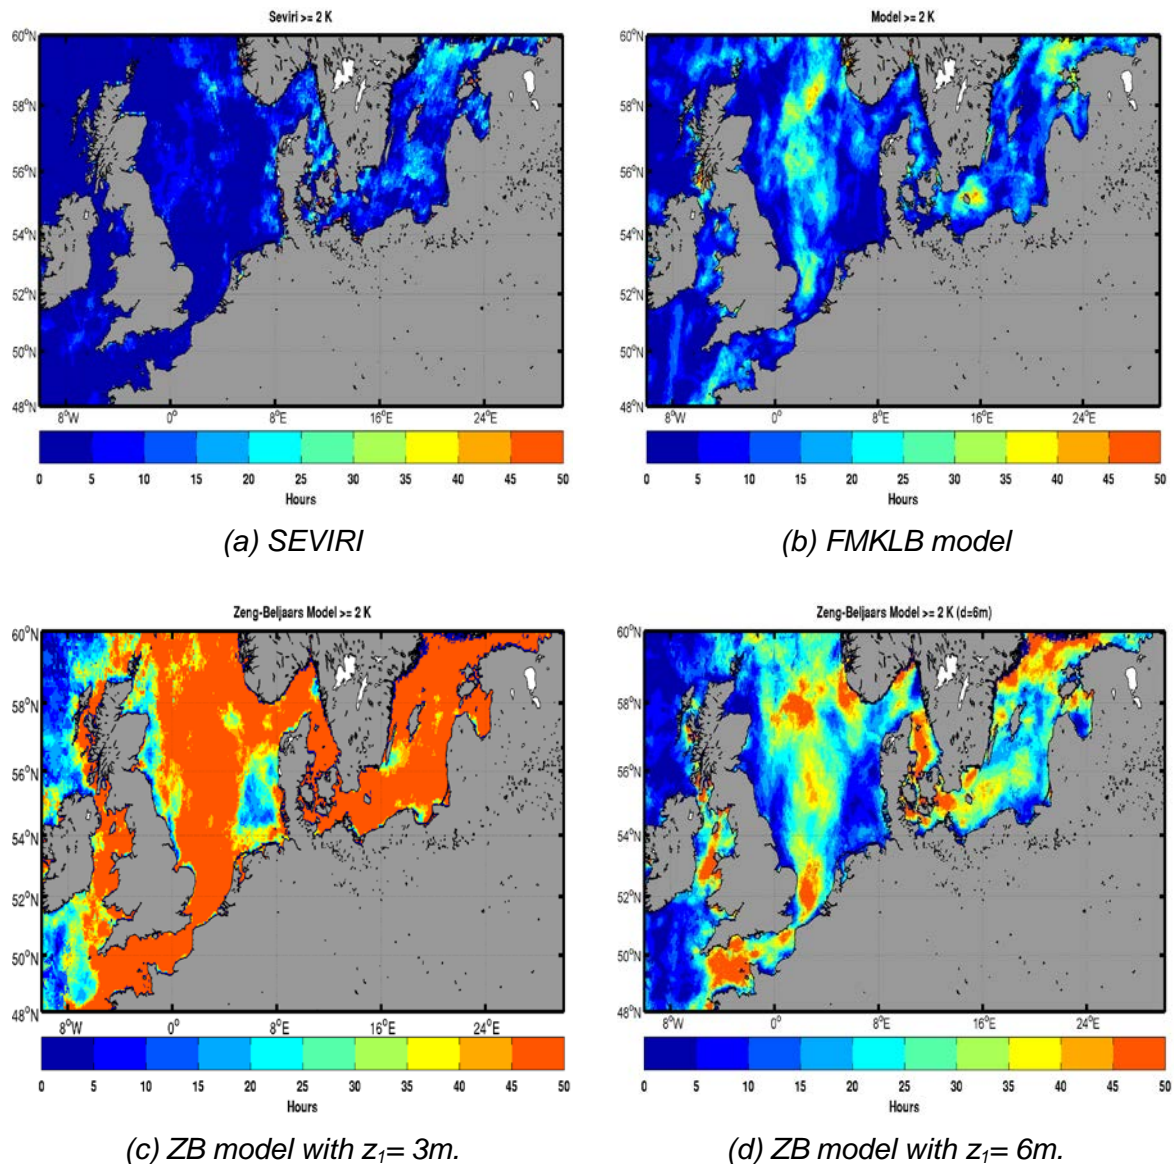 Seviri >= 2 K
60°N
58°N
56°N
54°N
52°N
50°N
48°N
8°W 0° 8°E 16°E 24°E
0 5 10 15 20 25 30 35 40 45 50
Hours
(a) SEVIRI
Model >= 2 K
60°N
58°N
56°N
54°N
52°N
50°N
48°N
8°W 0° 8°E 16°E 24°E
0 5 10 15 20 25 30 35 40 45 50
Hours
(b) FMKLB model
Zeng-Beljaars Model >= 2 K
60°N
58°N
56°N
54°N
52°N
50°N
48°N
8°W 0° 8°E 16°E 24°E
0 5 10 15 20 25 30 35 40 45 50
Hours
(c) ZB model with z₁= 3m.
Zeng-Beljaars Model >= 2 K (d=6m)
60°N
58°N
56°N
54°N
52°N
50°N
48°N
8°W 0° 8°E 16°E 24°E
0 5 10 15 20 25 30 35 40 45 50
Hours
(d) ZB model with z₁= 6m.